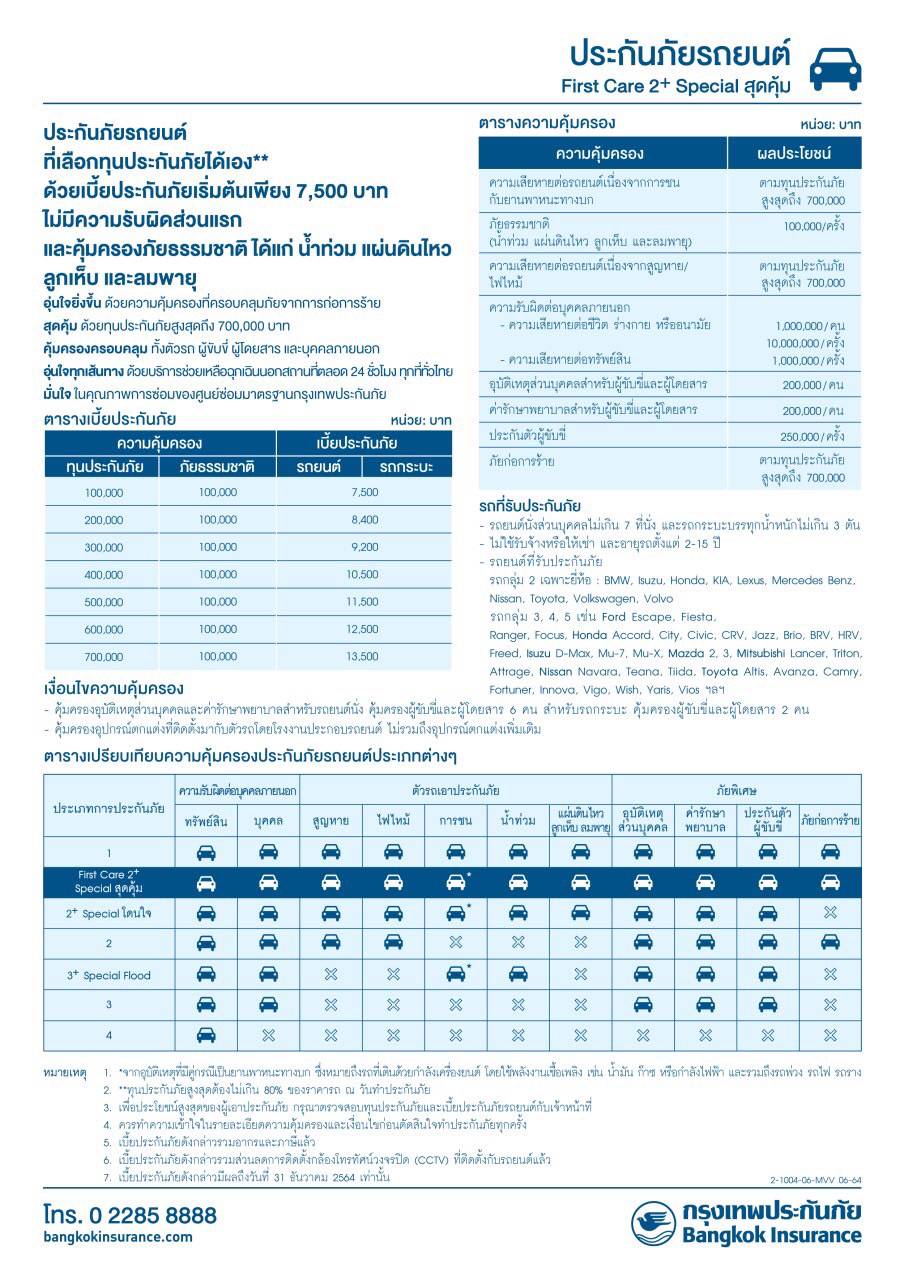 ประกันภัยรถยนต์
First Care 2+ Special สุดคุ้ม
ประกันภัยรถยนต์
ที่เลือกทุนประกันภัยได้เอง**
ด้วยเบี้ยประกันภัยเริ่มต้นเพียง 7,500 บาท
ไม่มีความรับผิดส่วนแรก
และคุ้มครองภัยธรรมชาติ ได้แก่ น้ำท่วม แผ่นดินไหว
ลูกเห็บ และลมพายุ
อุ่นใจยิ่งขึ้น ด้วยความคุ้มครองที่ครอบคลุมภัยจากการก่อการร้าย
สุดคุ้ม ด้วยทุนประกันภัยสูงสุดถึง 700,000 บาท
คุ้มครองครอบคลุม ทั้งตัวรถ ผู้ขับขี่ ผู้โดยสาร และบุคคลภายนอก
อุ่นใจทุกเส้นทาง ด้วยบริการช่วยเหลือฉุกเฉินนอกสถานที่ตลอด 24 ชั่วโมง ทุกที่ทั่วไทย
มั่นใจ ในคุณภาพการซ่อมของศูนย์ซ่อมมาตรฐานกรุงเทพประกันภัย
ตารางเบี้ยประกันภัย หน่วย: บาท
ความคุ้มครอง เบี้ยประกันภัย
ทุนประกันภัย ภัยธรรมชาติ รถยนต์ รถกระบะ
100,000 100,000 7,500
200,000 100,000 8,400
300,000 100,000 9,200
400,000 100,000 10,500
500,000 100,000 11,500
600,000 100,000 12,500
700,000 100,000 13,500
ตารางความคุ้มครอง หน่วย: บาท
ความคุ้มครอง ผลประโยชน์
ความเสียหายต่อรถยนต์เนื่องจากการชน ตามทุนประกันภัย
กับยานพาหนะทางบก สูงสุดถึง 700,000
ภัยธรรมชาติ 100,000/ครั้ง
(น้ำท่วม แผ่นดินไหว ลูกเห็บ และลมพายุ)
ความเสียหายต่อรถยนต์เนื่องจากสูญหาย/ ตามทุนประกันภัย
ไฟไหม้ สูงสุดถึง 700,000
ความรับผิดต่อบุคคลภายนอก
- ความเสียหายต่อชีวิต ร่างกาย หรืออนามัย 1,000,000/คน
10,000,000/ครั้ง
- ความเสียหายต่อทรัพย์สิน 1,000,000/ครั้ง
อุบัติเหตุส่วนบุคคลสำหรับผู้ขับขี่และผู้โดยสาร 200,000/คน
ค่ารักษาพยาบาลสำหรับผู้ขับขี่และผู้โดยสาร 200,000/คน
ประกันตัวผู้ขับขี่ 250,000/ครั้ง
ภัยก่อการร้าย ตามทุนประกันภัย
สูงสุดถึง 700,000
รถที่รับประกันภัย
- รถยนต์นั่งส่วนบุคคลไม่เกิน 7 ที่นั่ง และรถกระบะบรรทุกน้ำหนักไม่เกิน 3 ตัน
- ไม่ใช้รับจ้างหรือให้เช่า และอายุรถตั้งแต่ 2-15 ปี
- รถยนต์ที่รับประกันภัย
รถกลุ่ม 2 เฉพาะยี่ห้อ : BMW, Isuzu, Honda, KIA, Lexus, Mercedes Benz,
Nissan, Toyota, Volkswagen, Volvo
รถกลุ่ม 3, 4, 5 เช่น Ford Escape, Fiesta,
Ranger, Focus, Honda Accord, City, Civic, CRV, Jazz, Brio, BRV, HRV,
Freed, Isuzu D-Max, Mu-7, Mu-X, Mazda 2, 3, Mitsubishi Lancer, Triton,
Attrage, Nissan Navara, Teana, Tiida, Toyota Altis, Avanza, Camry,
Fortuner, Innova, Vigo, Wish, Yaris, Vios ฯลฯ
เงื่อนไขความคุ้มครอง
- คุ้มครองอุบัติเหตุส่วนบุคคลและค่ารักษาพยาบาลสำหรับรถยนต์นั่ง คุ้มครองผู้ขับขี่และผู้โดยสาร 6 คน สำหรับรถกระบะ คุ้มครองผู้ขับขี่และผู้โดยสาร 2 คน
- คุ้มครองอุปกรณ์ตกแต่งที่ติดตั้งมากับตัวรถโดยโรงงานประกอบรถยนต์ ไม่รวมถึงอุปกรณ์ตกแต่งเพิ่มเติม
ตารางเปรียบเทียบความคุ้มครองประกันภัยรถยนต์ประเภทต่างๆ
ประเภทการประกันภัย ความรับผิดต่อบุคคลภายนอก ตัวรถเอาประกันภัย ภัยพิเศษ
ทรัพย์สิน บุคคล สูญหาย ไฟไหม้ การชน น้ำท่วม แผ่นดินไหว ลูกเห็บ ลมพายุ อุบัติเหตุส่วนบุคคล ค่ารักษาพยาบาล ประกันตัวผู้ขับขี่ ภัยก่อการร้าย
1
First Care 2+
Special สุดคุ้ม *
2+ Special โดนใจ *
2
3+ Special Flood *
3
4
หมายเหตุ 1. *จากอุบัติเหตุที่มีคู่กรณีเป็นยานพาหนะทางบก ซึ่งหมายถึงรถที่เดินด้วยกำลังเครื่องยนต์ โดยใช้พลังงานเชื้อเพลิง เช่น น้ำมัน ก๊าซ หรือกำลังไฟฟ้า และรวมถึงรถพ่วง รถไฟ รถราง
2. **ทุนประกันภัยสูงสุดต้องไม่เกิน 80% ของราคารถ ณ วันทำประกันภัย
3. เพื่อประโยชน์สูงสุดของผู้เอาประกันภัย กรุณาตรวจสอบทุนประกันภัยและเบี้ยประกันภัยรถยนต์กับเจ้าหน้าที่
4. ควรทำความเข้าใจในรายละเอียดความคุ้มครองและเงื่อนไขก่อนตัดสินใจทำประกันภัยทุกครั้ง
5. เบี้ยประกันภัยดังกล่าวรวมอากรและภาษีแล้ว
6. เบี้ยประกันภัยดังกล่าวรวมส่วนลดการติดตั้งกล้องโทรทัศน์วงจรปิด (CCTV) ที่ติดตั้งกับรถยนต์แล้ว
7. เบี้ยประกันภัยดังกล่าวมีผลถึงวันที่ 31 ธันวาคม 2564 เท่านั้น
2-1004-06-MVV 06-64
โทร. 0 2285 8888
bangkokinsurance.com
กรุงเทพประกันภัย
Bangkok Insurance